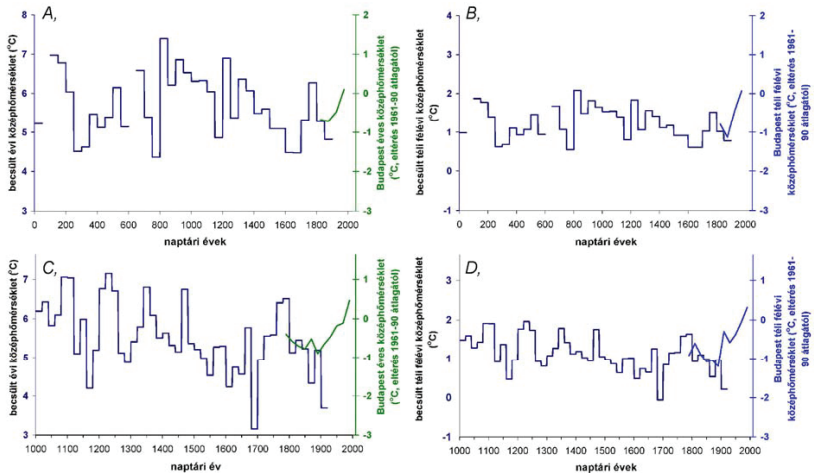 A,
becsült évi középhőmérséklet (°C)
8
7
6
5
4
3
0 200 400 600 800 1000 1200 1400 1600 1800 2000
naptári évek
2
1
0
-1
-2
-3
Budapest éves középhőmérséklet
(°C, eltérés 1961-90 átlagától)
B,
becsült téli félévi középhőmérséklet
(°C)
4
3
2
1
0
-1
0 200 400 600 800 1000 1200 1400 1600 1800 2000
naptári évek
2
1
0
-1
-2
-3
Budapest téli félévi
középhőmérséklet (°C, eltérés 1961-
90 átlagától)
C,
becsült évi középhőmérséklet (°C)
7
6
5
4
3
1000 1100 1200 1300 1400 1500 1600 1700 1800 1900 2000
naptári év
1
0
-1
-2
-3
Budapest éves középhőmérséklet
(°C, eltérés 1961-90 átlagától)
D,
becsült téli félévi középhőmérséklet
(°C)
3
2
1
0
-1
1000 1100 1200 1300 1400 1500 1600 1700 1800 1900 2000
naptári évek
1
0
-1
-2
-3
Budapest téli félévi
középhőmérséklet (°C, eltérés 1961-
90 átlagától)